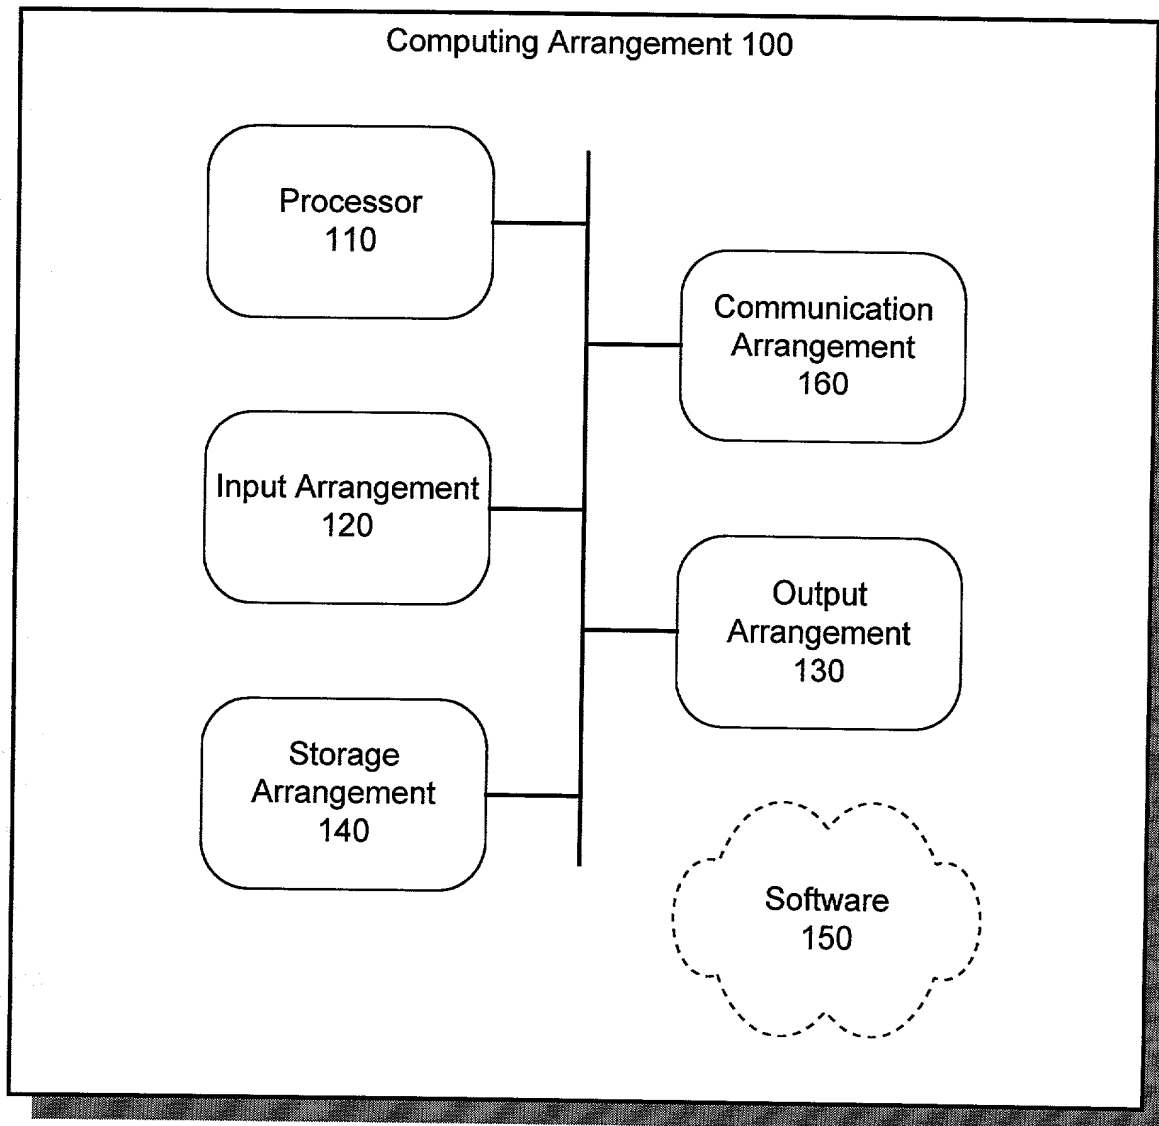 Computing Arrangement 100
Processor
110
Communication
Arrangement
160
Input Arrangement
120
Output
Arrangement
130
Storage
Arrangement
140
Software
150